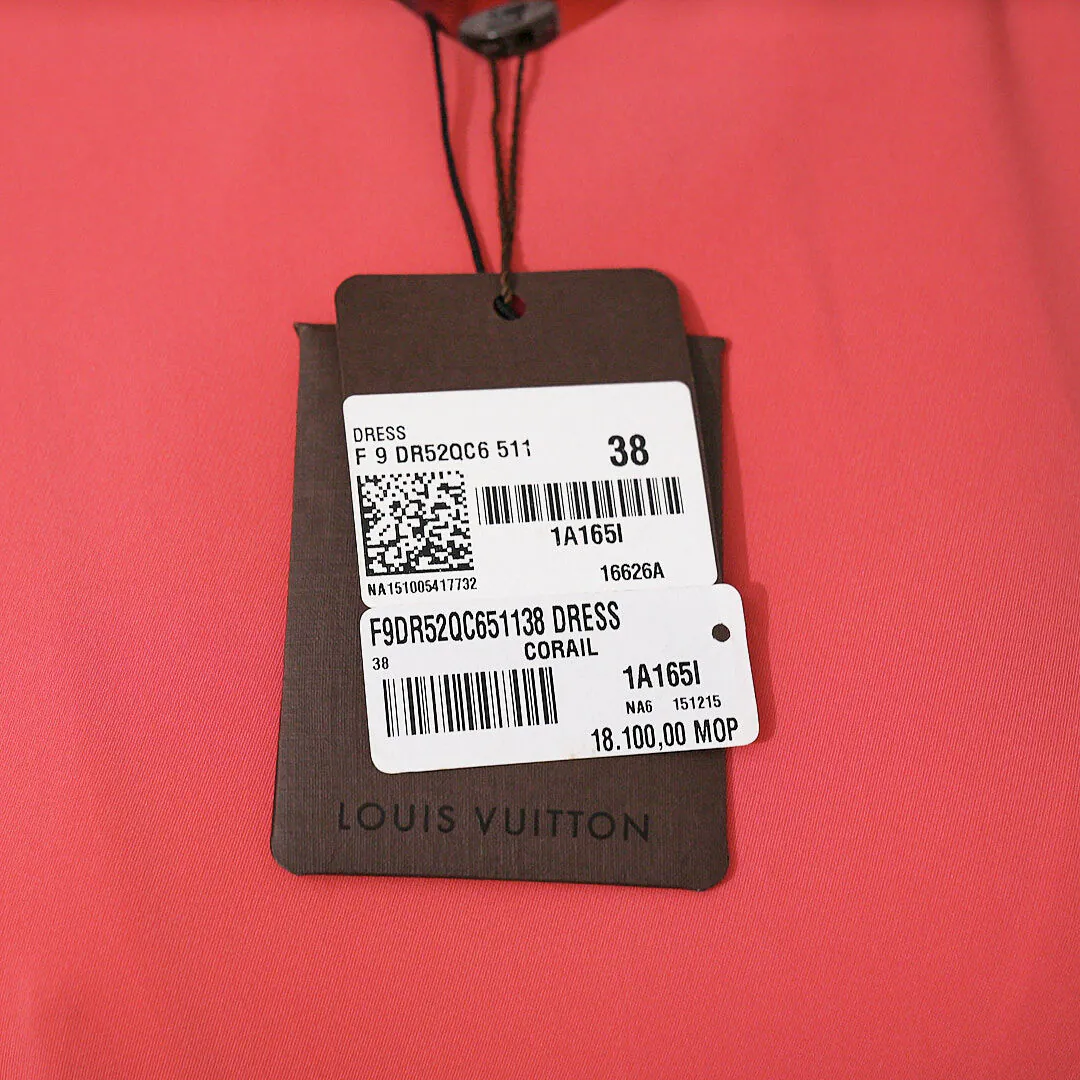 DRESS
F 9 DR52QC6 511 38
1A165I
16626A
NA151005417732
F9DR52QC651138 DRESS
38 CORAIL
1A165I
NA6 151215
18.100,00 MOP
LOUIS VUITTON